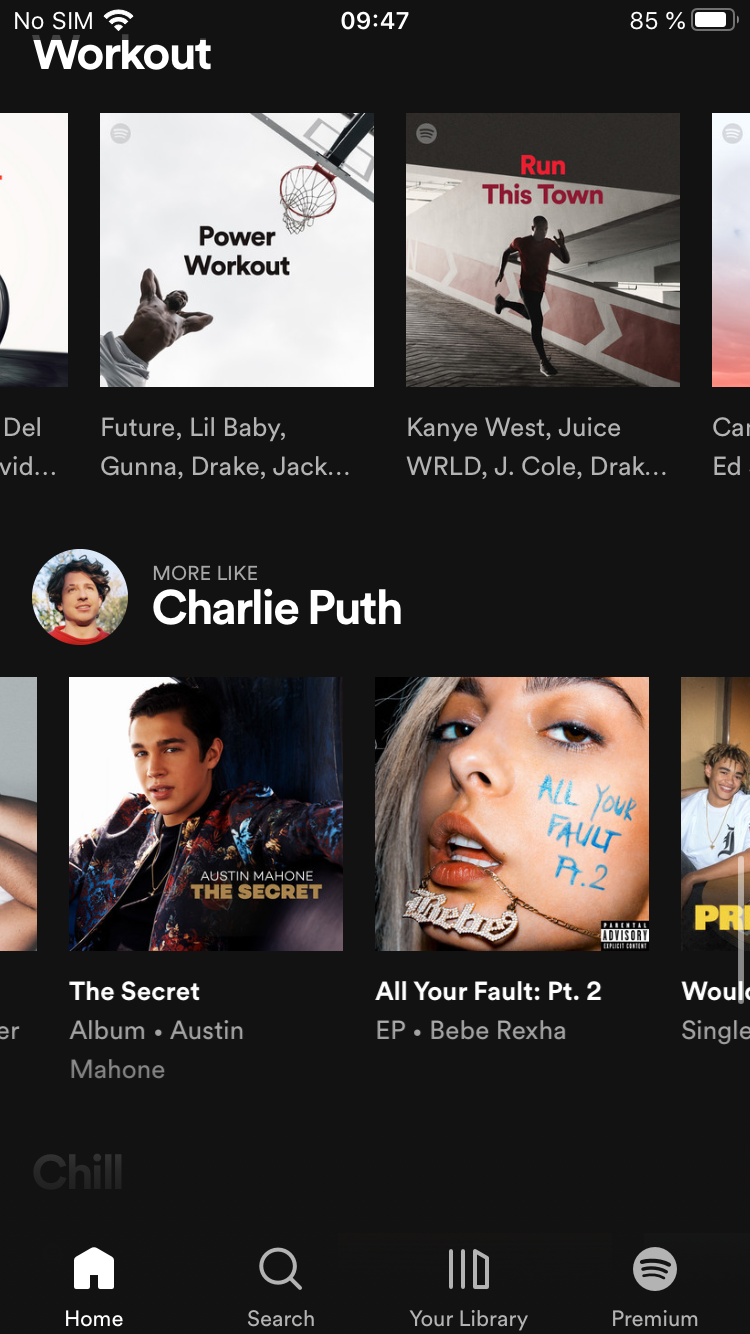 No SIM 09:47 85 %
Workout
Power
Workout
Run
This Town
Del
vid...
Future, Lil Baby,
Gunna, Drake, Jack...
Kanye West, Juice
WRLD, J. Cole, Drak...
Car
Ed
MORE LIKE
Charlie Puth
AUSTIN MAHONE
THE SECRET
ALL YOUR
FAULT
Pt. 2
Bebe
PARENTAL
ADVISORY
EXPLICIT CONTENT
PRE
er
The Secret
Album • Austin
Mahone
All Your Fault: Pt. 2
EP • Bebe Rexha
Would
Single
Chill
Home
Search
Your Library
Premium